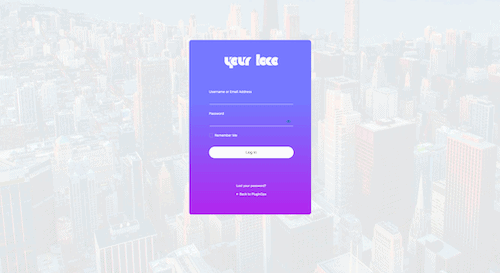 your logo
Username or Email Address
Password
Remember Me
Log In
Lost your password?
← Back to PluginOps